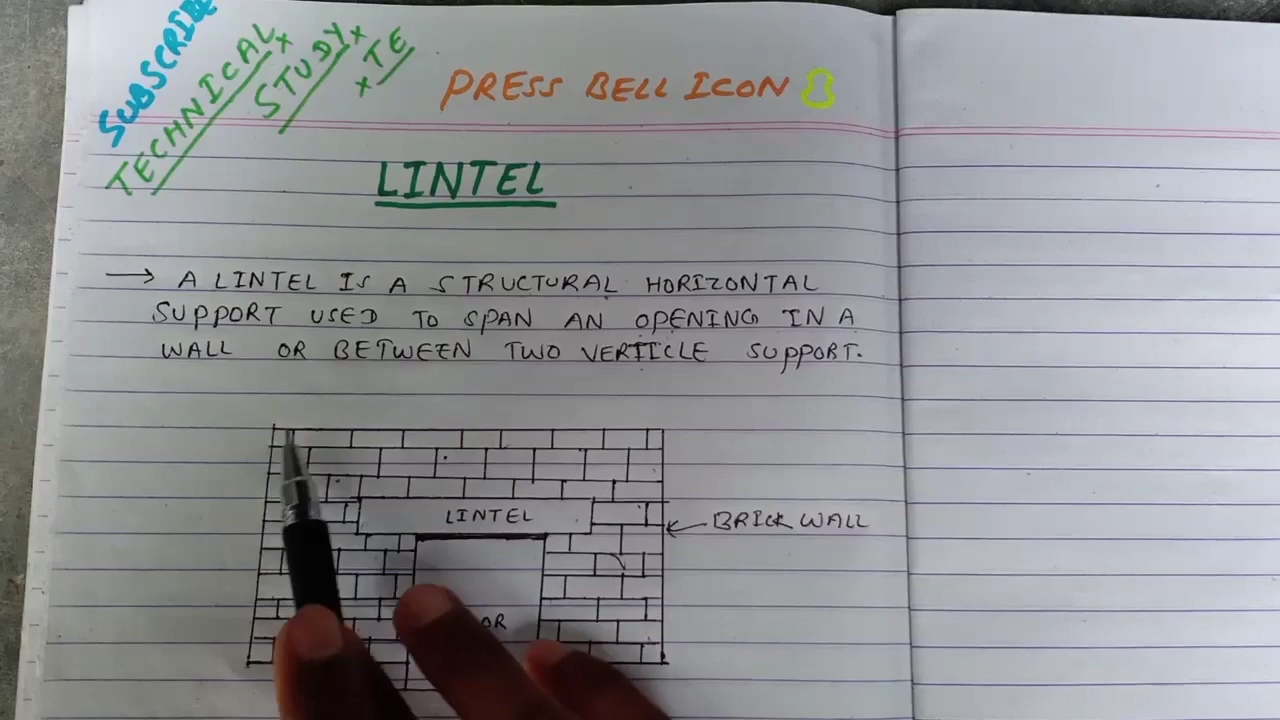 SUBSCRIBE
TECHNICAL
STUDY
TE
PRESS BELL ICON
LINTEL
→ A LINTEL IS A STRUCTURAL HORIZONTAL
SUPPORT USED TO SPAN AN OPENING IN A
WALL OR BETWEEN TWO VERTICLE SUPPORT.
LINTEL
BRICK WALL
OR